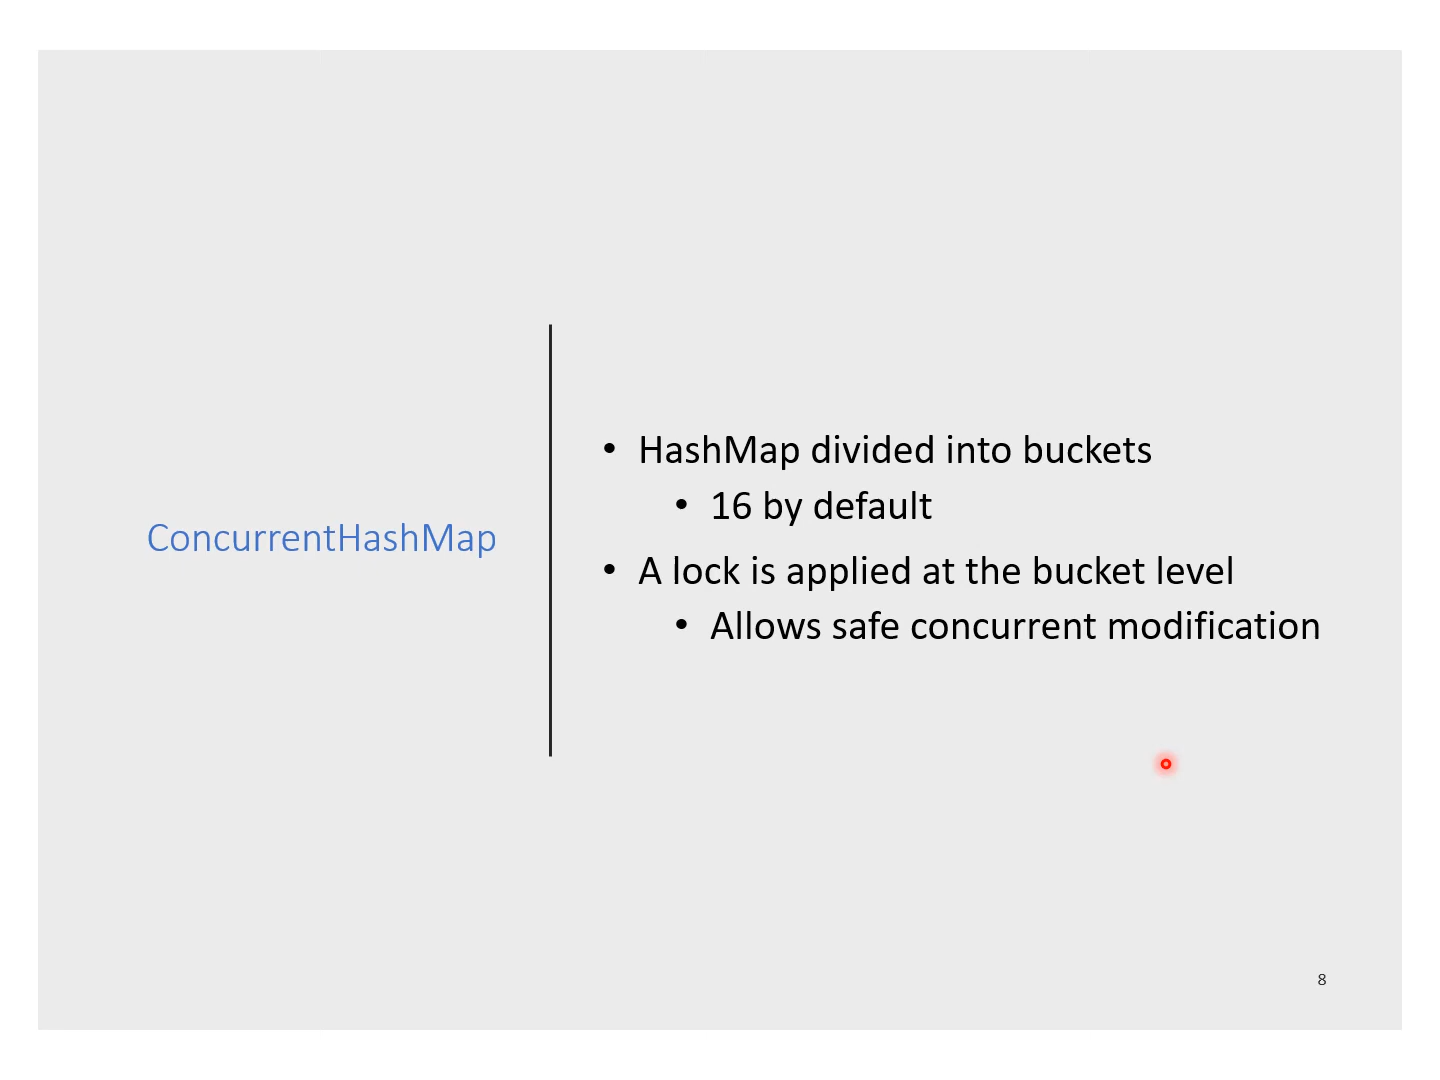 ConcurrentHashMap
• HashMap divided into buckets
• 16 by default
• A lock is applied at the bucket level
• Allows safe concurrent modification
8